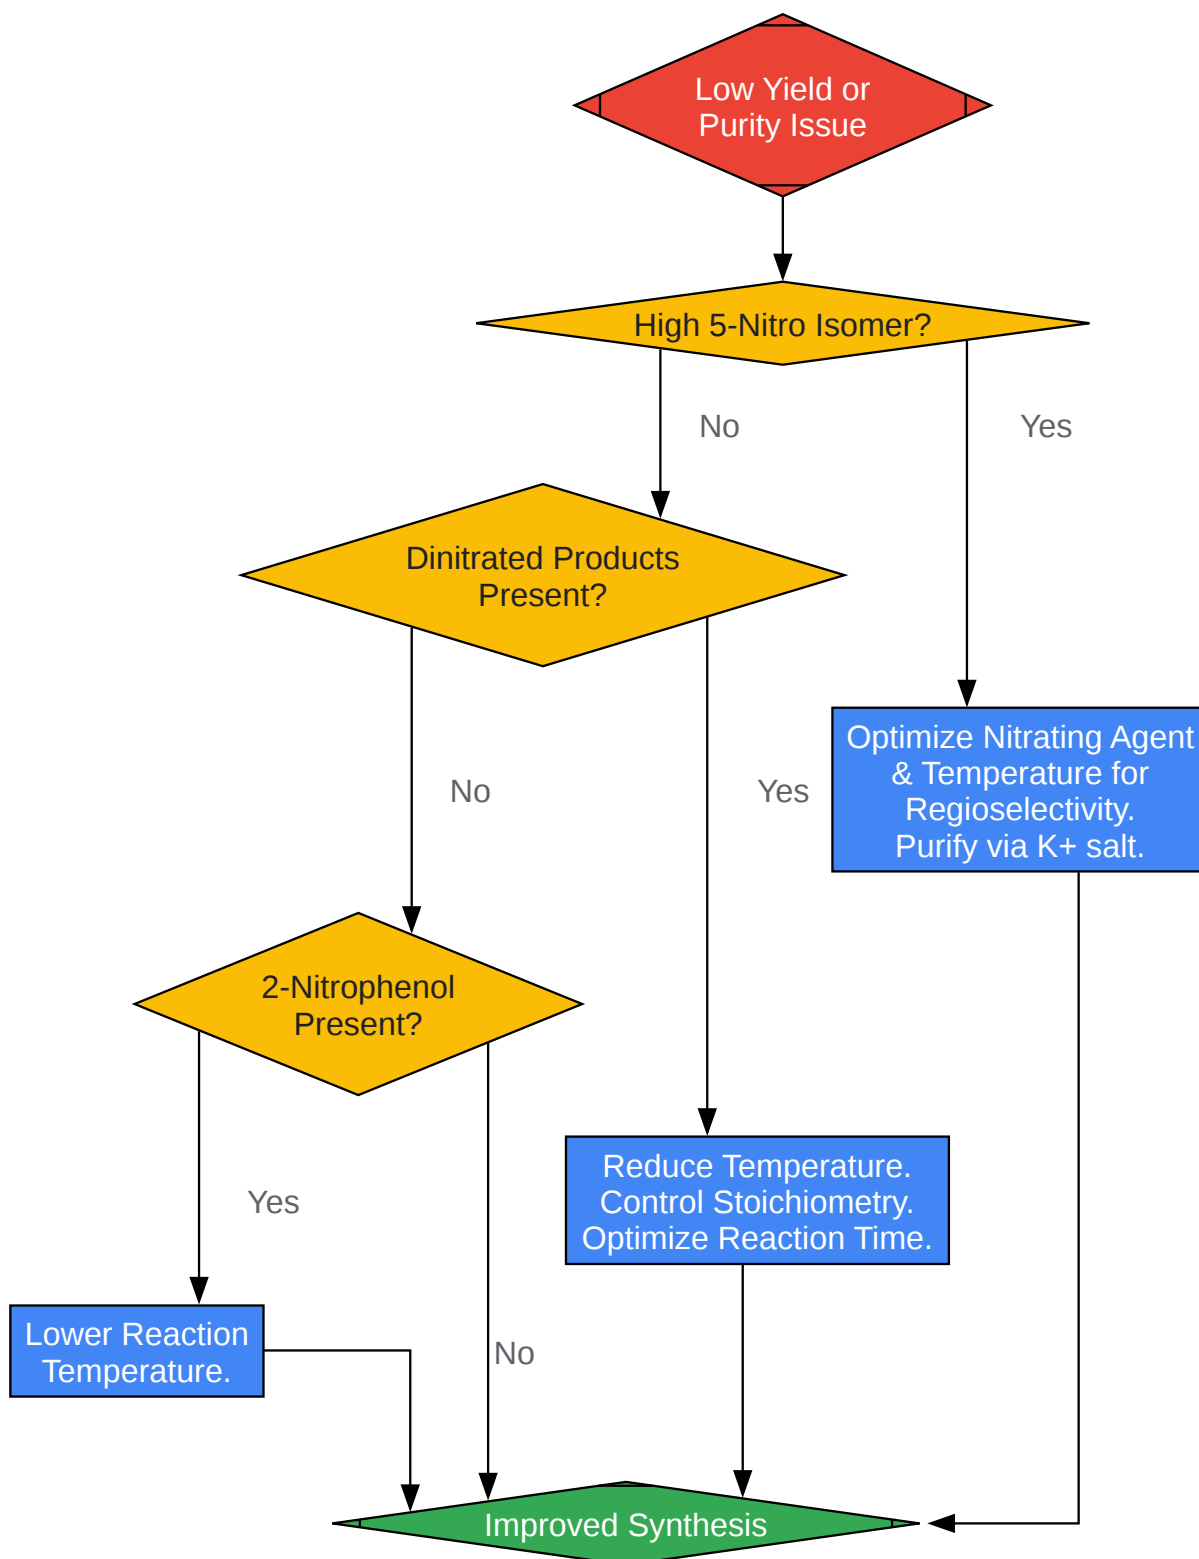 Low Yield or
Purity Issue
High 5-Nitro Isomer?
No
Yes
Dinitrated Products
Present?
Optimize Nitrating Agent
& Temperature for
Regioselectivity.
Purify via K+ salt.
No
Yes
2-Nitrophenol
Present?
Reduce Temperature.
Control Stoichiometry.
Optimize Reaction Time.
Yes
Lower Reaction
Temperature.
No
Improved Synthesis